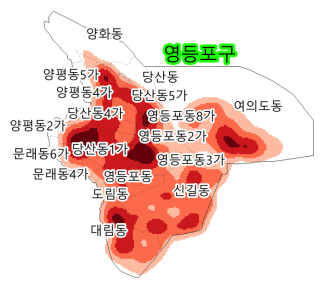 양화동
영등포구
양평동5가
당산동
양평동4가
당산동5가
여의도동
당산동4가
영등포동8가
양평동2가
영등포동2가
문래동6가
당산동1가
영등포동3가
문래동4가
영등포동
도림동
신길동
대림동